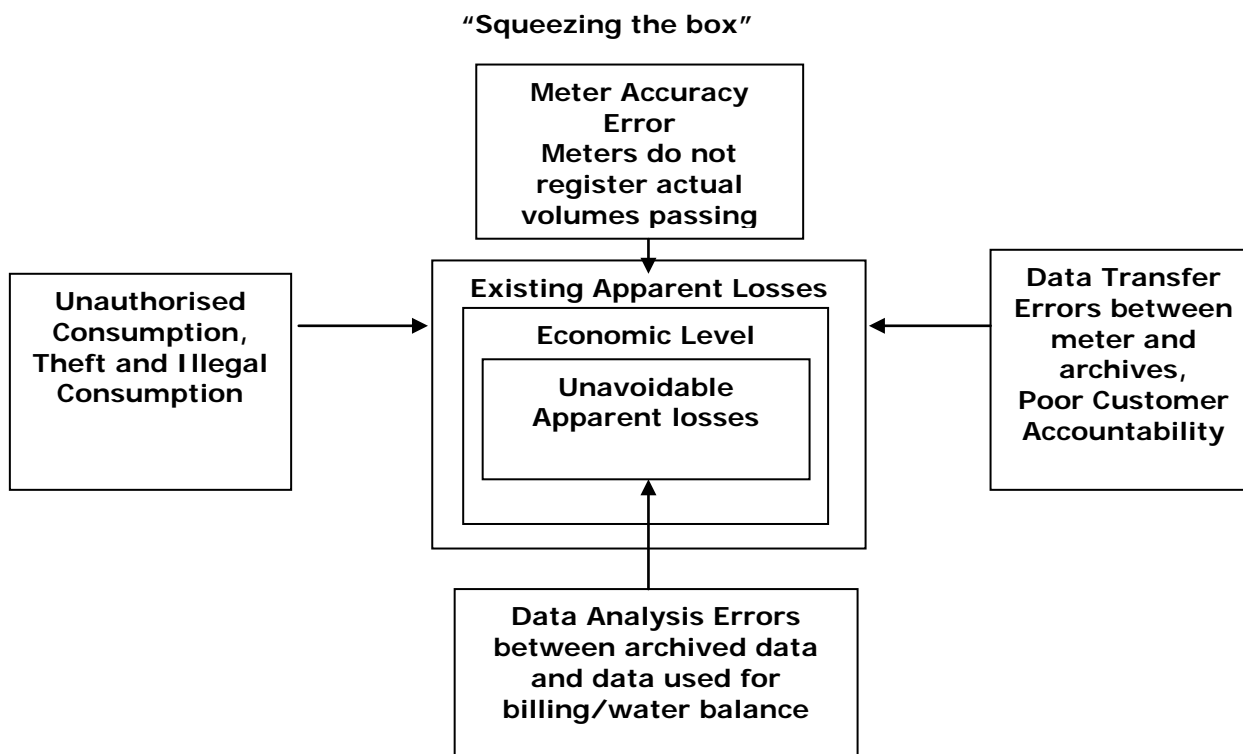 “Squeezing the box”
Meter Accuracy
Error
Meters do not
register actual
volumes passing
Unauthorised
Consumption,
Theft and Illegal
Consumption
Existing Apparent Losses
Economic Level
Unavoidable
Apparent losses
Data Transfer
Errors between
meter and
archives,
Poor Customer
Accountability
Data Analysis Errors
between archived data
and data used for
billing/water balance